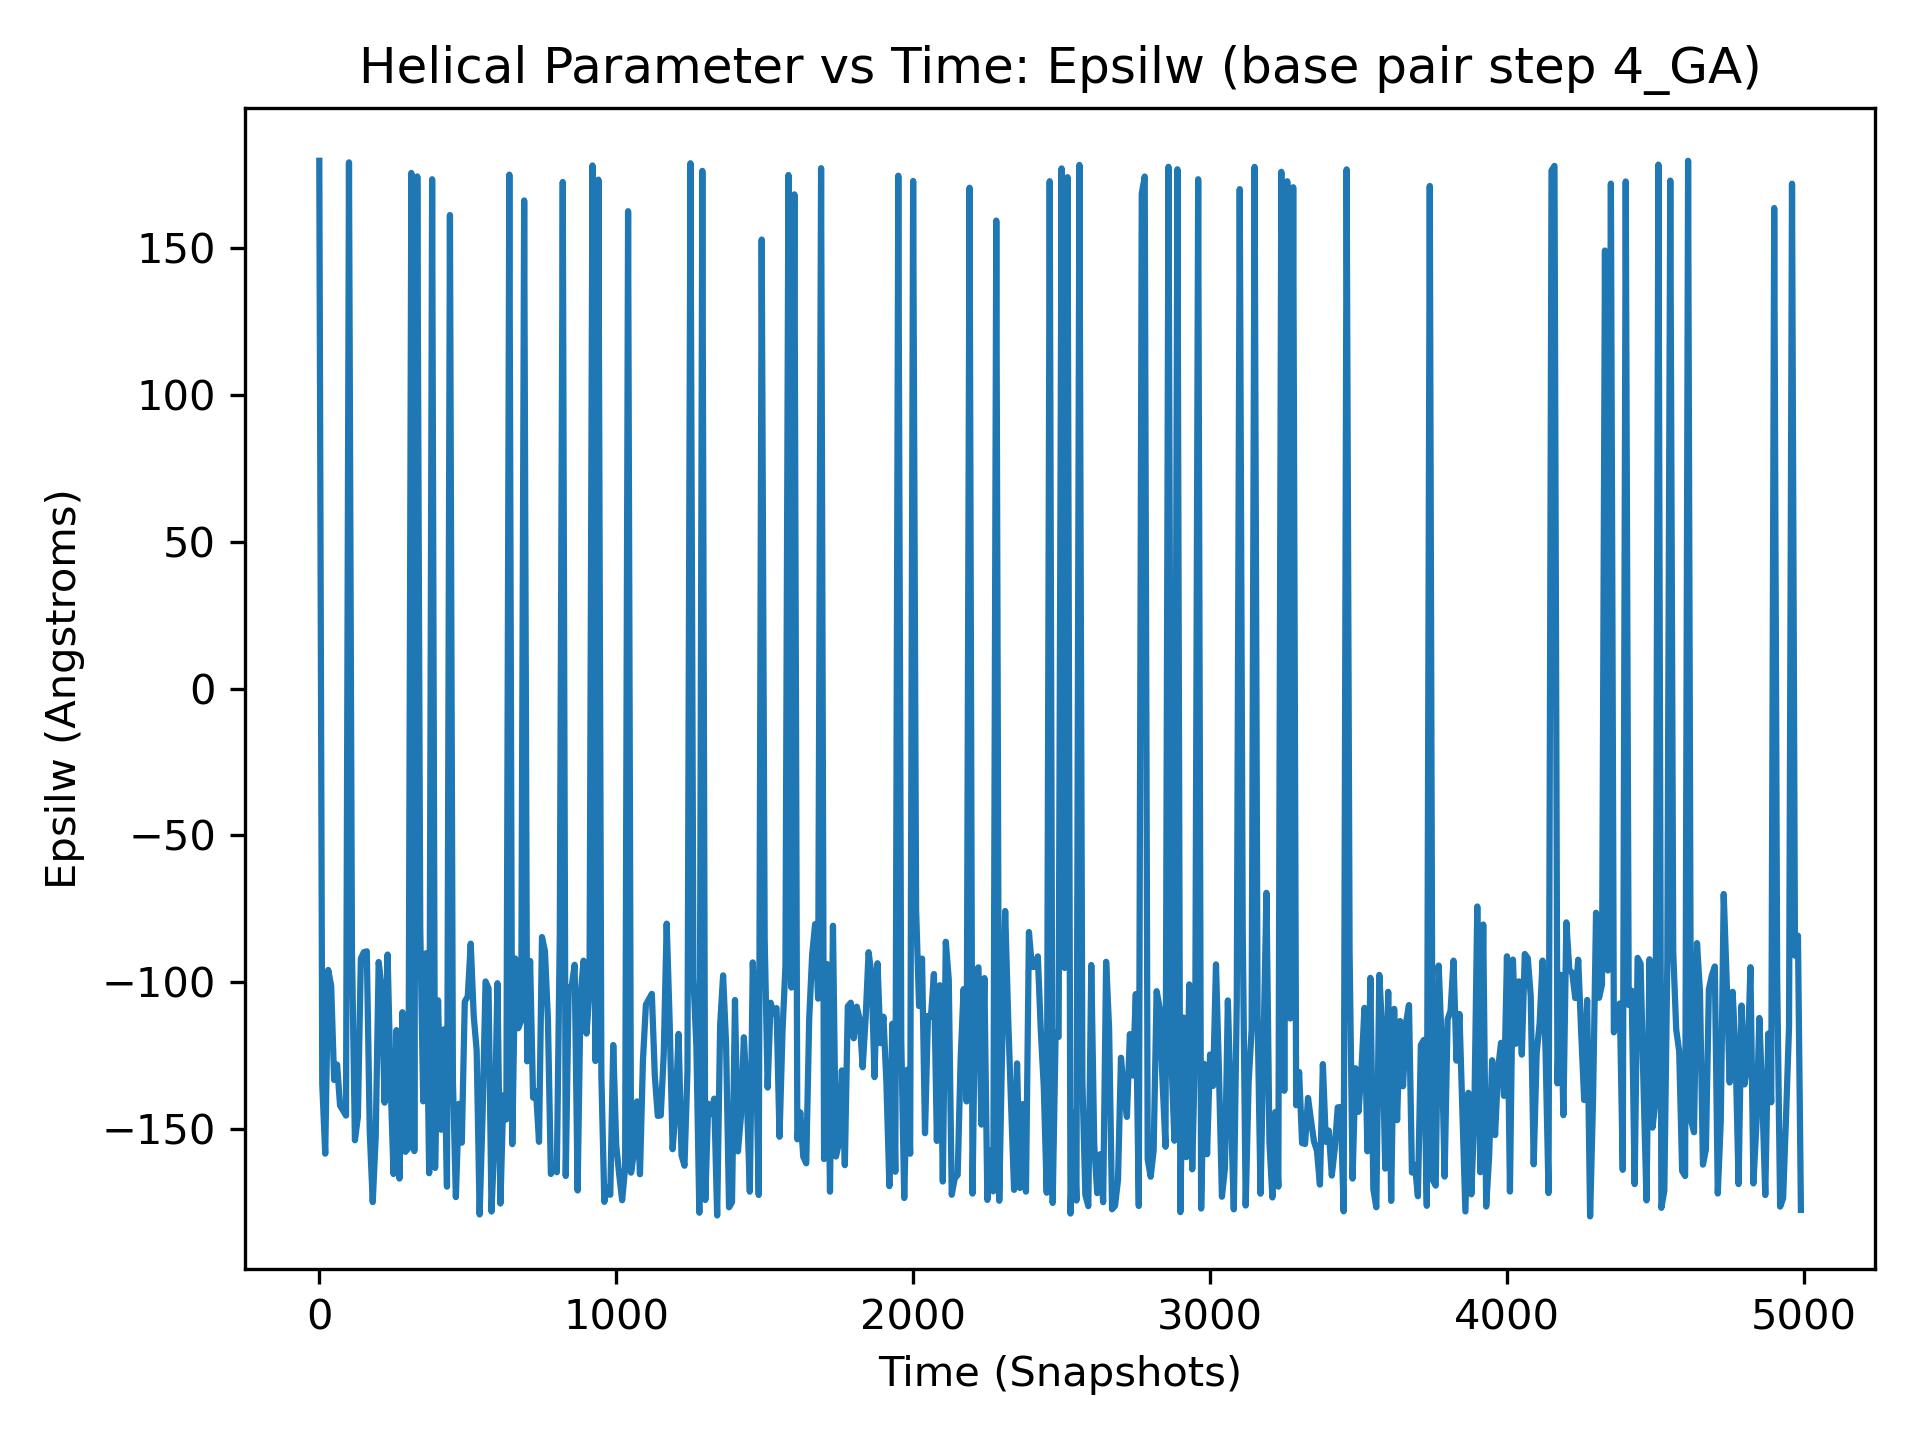 Helical Parameter vs Time: Epsilw (base pair step 4_GA)
150
100
50
0
−50
−100
−150
Epsilw (Angstroms)
0 1000 2000 3000 4000 5000
Time (Snapshots)